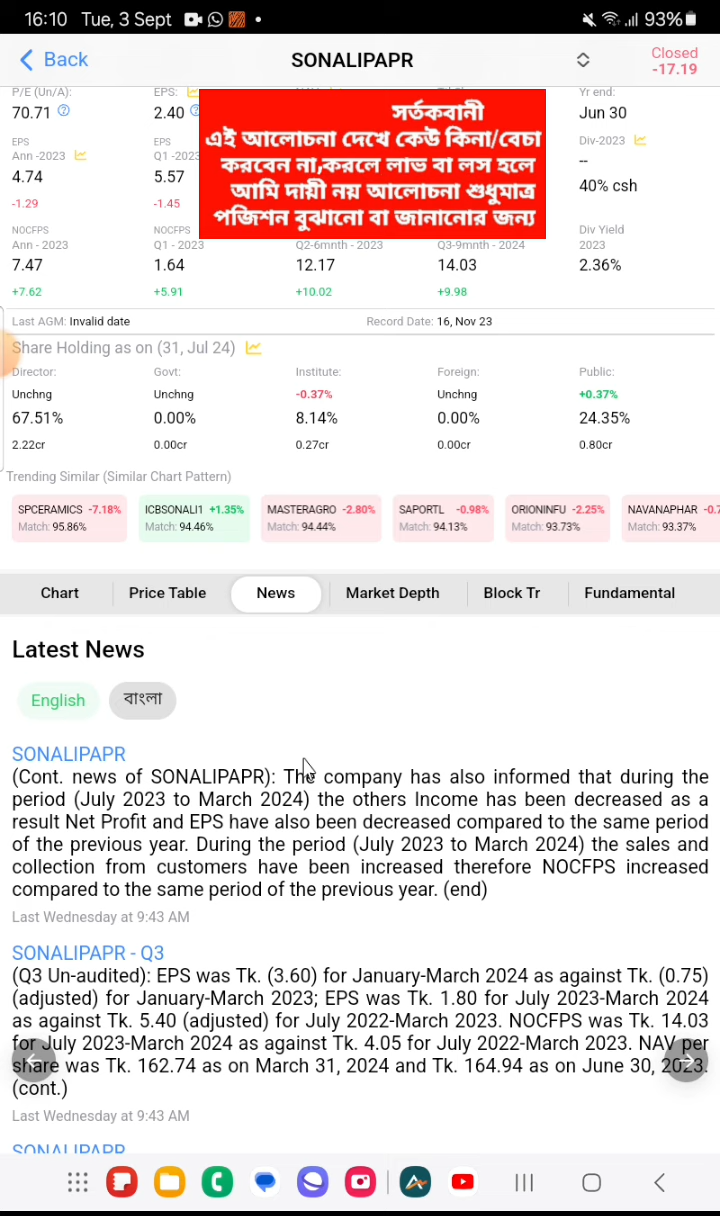 16:10 Tue, 3 Sept 93%
Back SONALIPAPR Closed
-17.19
P/E (Un/A): EPS: Yr end:
70.71 2.40 Jun 30
সর্তকবানী
এই আলোচনা দেখে কেউ কিনা/বেচা
করবেন না,করলে লাভ বা লস হলে
আমি দায়ী নয় আলোচনা শুধুমাত্র
পজিশন বুঝানো বা জানানোর জন্য
EPS EPS Div-2023
Ann -2023 Q1 -2023 --
4.74 5.57 40% csh
-1.29 -1.45
NOCFPS NOCFPS Div Yield
Ann - 2023 Q1 - 2023 Q2-6mnth - 2023 Q3-9mnth - 2024 2023
7.47 1.64 12.17 14.03 2.36%
+7.62 +5.91 +10.02 +9.98
Last AGM: Invalid date Record Date: 16, Nov 23
Share Holding as on (31, Jul 24)
Director: Govt: Institute: Foreign: Public:
Unchng Unchng -0.37% Unchng +0.37%
67.51% 0.00% 8.14% 0.00% 24.35%
2.22cr 0.00cr 0.27cr 0.00cr 0.80cr
Trending Similar (Similar Chart Pattern)
SPCERAMICS -7.18% ICBSONALI1 +1.35% MASTERAGRO -2.80% SAPORTL -0.98% ORIONINFU -2.25% NAVANAPHAR
Match: 95.86% Match: 94.46% Match: 94.44% Match: 94.13% Match: 93.73% Match: 93.37%
Chart Price Table News Market Depth Block Tr Fundamental
Latest News
English বাংলা
SONALIPAPR
(Cont. news of SONALIPAPR): The company has also informed that during the
period (July 2023 to March 2024) the others Income has been decreased as a
result Net Profit and EPS have also been decreased compared to the same period
of the previous year. During the period (July 2023 to March 2024) the sales and
collection from customers have been increased therefore NOCFPS increased
compared to the same period of the previous year. (end)
Last Wednesday at 9:43 AM
SONALIPAPR - Q3
(Q3 Un-audited): EPS was Tk. (3.60) for January-March 2024 as against Tk. (0.75)
(adjusted) for January-March 2023; EPS was Tk. 1.80 for July 2023-March 2024
as against Tk. 5.40 (adjusted) for July 2022-March 2023. NOCFPS was Tk. 14.03
for July 2023-March 2024 as against Tk. 4.05 for July 2022-March 2023. NAV per
share was Tk. 162.74 as on March 31, 2024 and Tk. 164.94 as on June 30, 2023.
(cont.)
Last Wednesday at 9:43 AM
SONALIPAPR